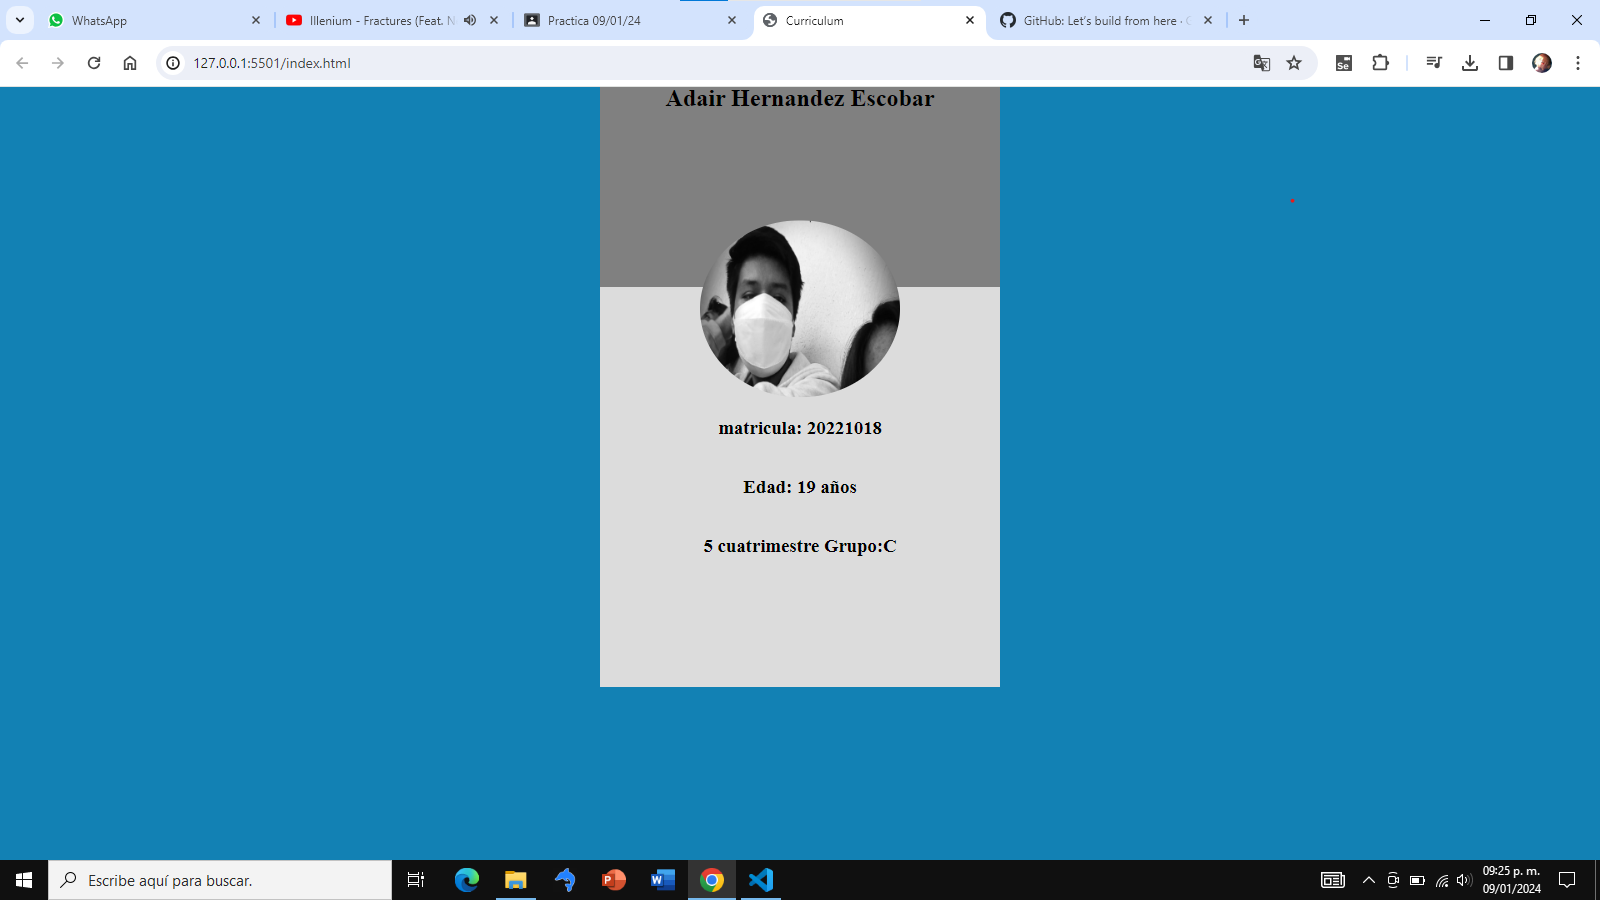 WhatsApp
Illenium - Fractures (Feat. N
Practica 09/01/24
Curriculum
GitHub: Let's build from here ·
127.0.0.1:5501/index.html
Se
Adair Hernandez Escobar
matricula: 20221018
Edad: 19 años
5 cuatrimestre Grupo:C
Escribe aquí para buscar.
09:25 p. m.
09/01/2024